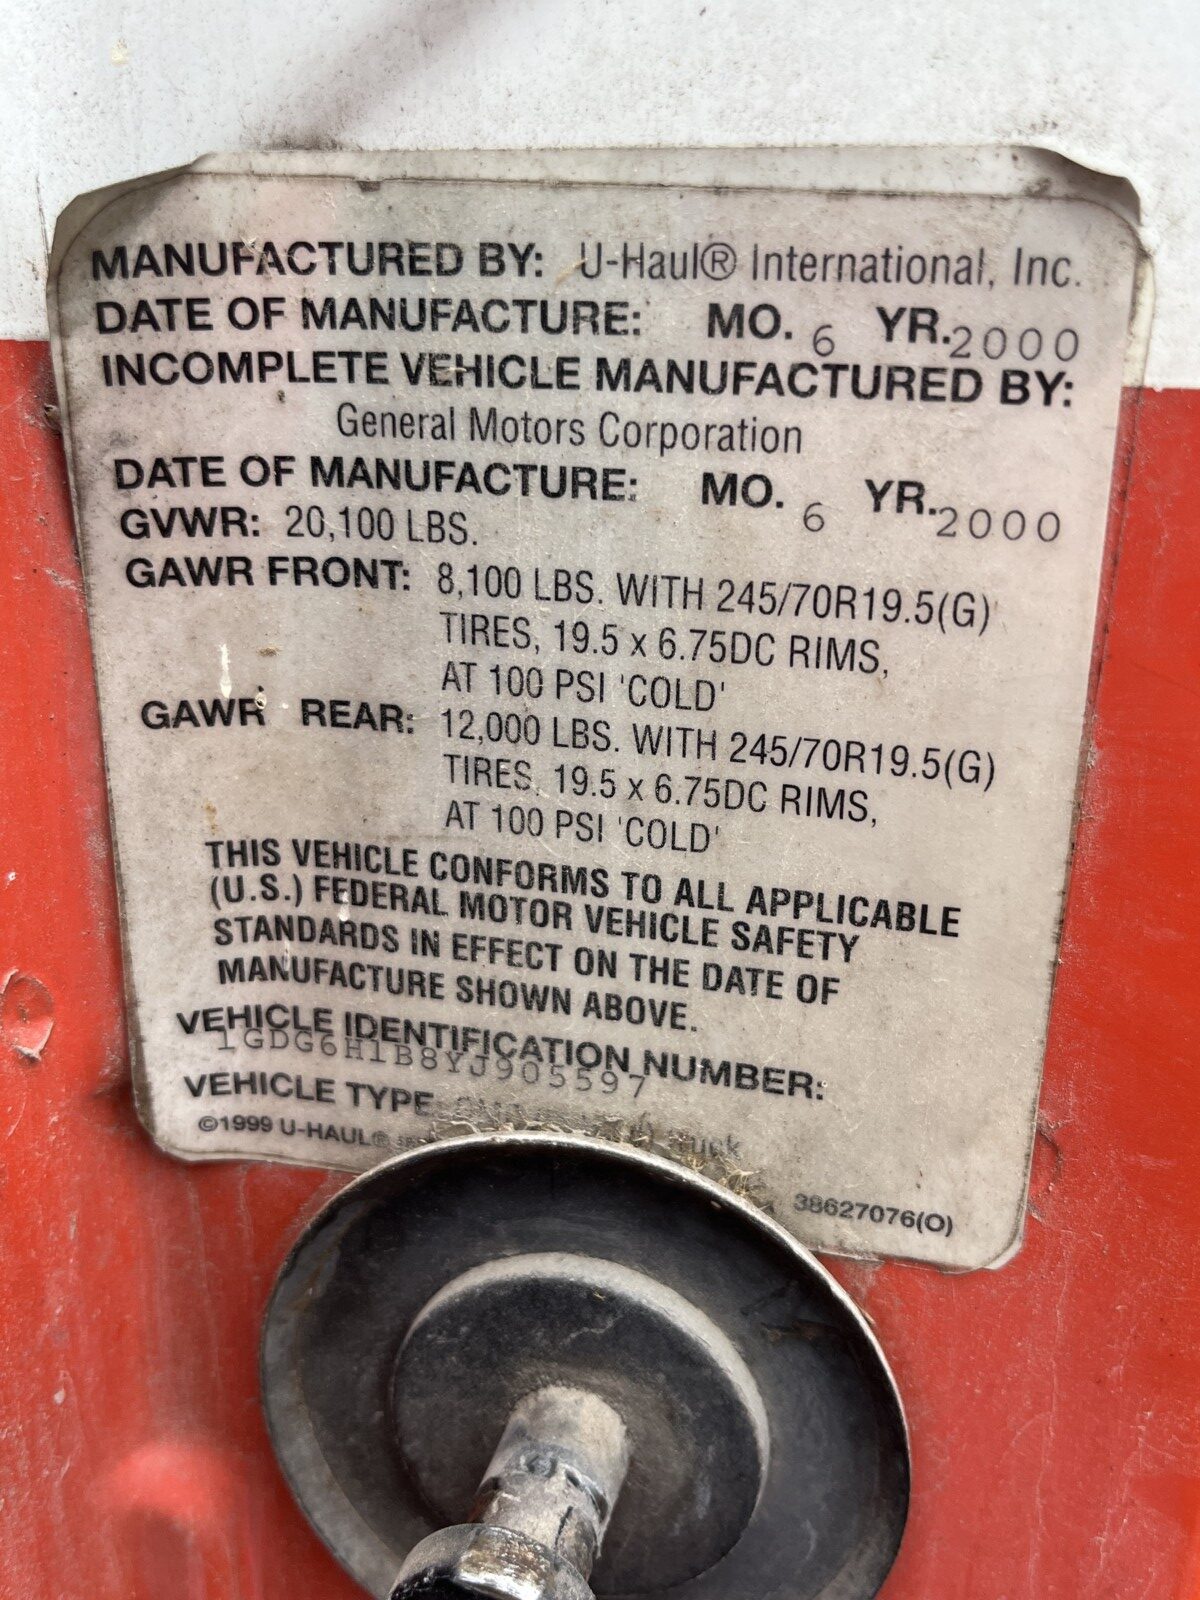 MANUFACTURED BY: U-Haul® International, Inc.
DATE OF MANUFACTURE: MO. 6 YR. 2000
INCOMPLETE VEHICLE MANUFACTURED BY:
General Motors Corporation
DATE OF MANUFACTURE: MO. 6 YR. 2000
GVWR: 20,100 LBS.
GAWR FRONT: 8,100 LBS. WITH 245/70R19.5(G)
TIRES, 19.5 x 6.75DC RIMS,
AT 100 PSI 'COLD'
GAWR REAR: 12,000 LBS. WITH 245/70R19.5(G)
TIRES, 19.5 x 6.75DC RIMS,
AT 100 PSI 'COLD'
THIS VEHICLE CONFORMS TO ALL APPLICABLE
(U.S.) FEDERAL MOTOR VEHICLE SAFETY
STANDARDS IN EFFECT ON THE DATE OF
MANUFACTURE SHOWN ABOVE.
VEHICLE IDENTIFICATION NUMBER:
1GDG6H1B8YJ905597
VEHICLE TYPE truck
©1999 U-HAUL®
38627076(O)